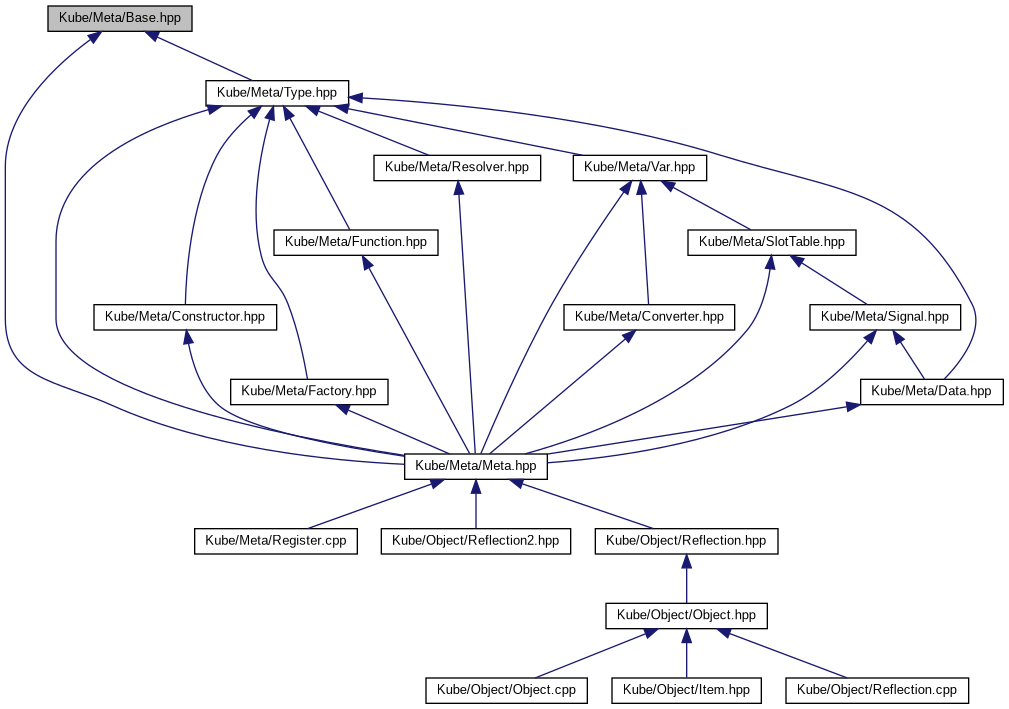 Kube/Meta/Base.hpp
Kube/Meta/Type.hpp
Kube/Meta/Resolver.hpp
Kube/Meta/Var.hpp
Kube/Meta/Function.hpp
Kube/Meta/SlotTable.hpp
Kube/Meta/Constructor.hpp
Kube/Meta/Converter.hpp
Kube/Meta/Signal.hpp
Kube/Meta/Factory.hpp
Kube/Meta/Data.hpp
Kube/Meta/Meta.hpp
Kube/Meta/Register.cpp
Kube/Object/Reflection2.hpp
Kube/Object/Reflection.hpp
Kube/Object/Object.hpp
Kube/Object/Object.cpp
Kube/Object/Item.hpp
Kube/Object/Reflection.cpp